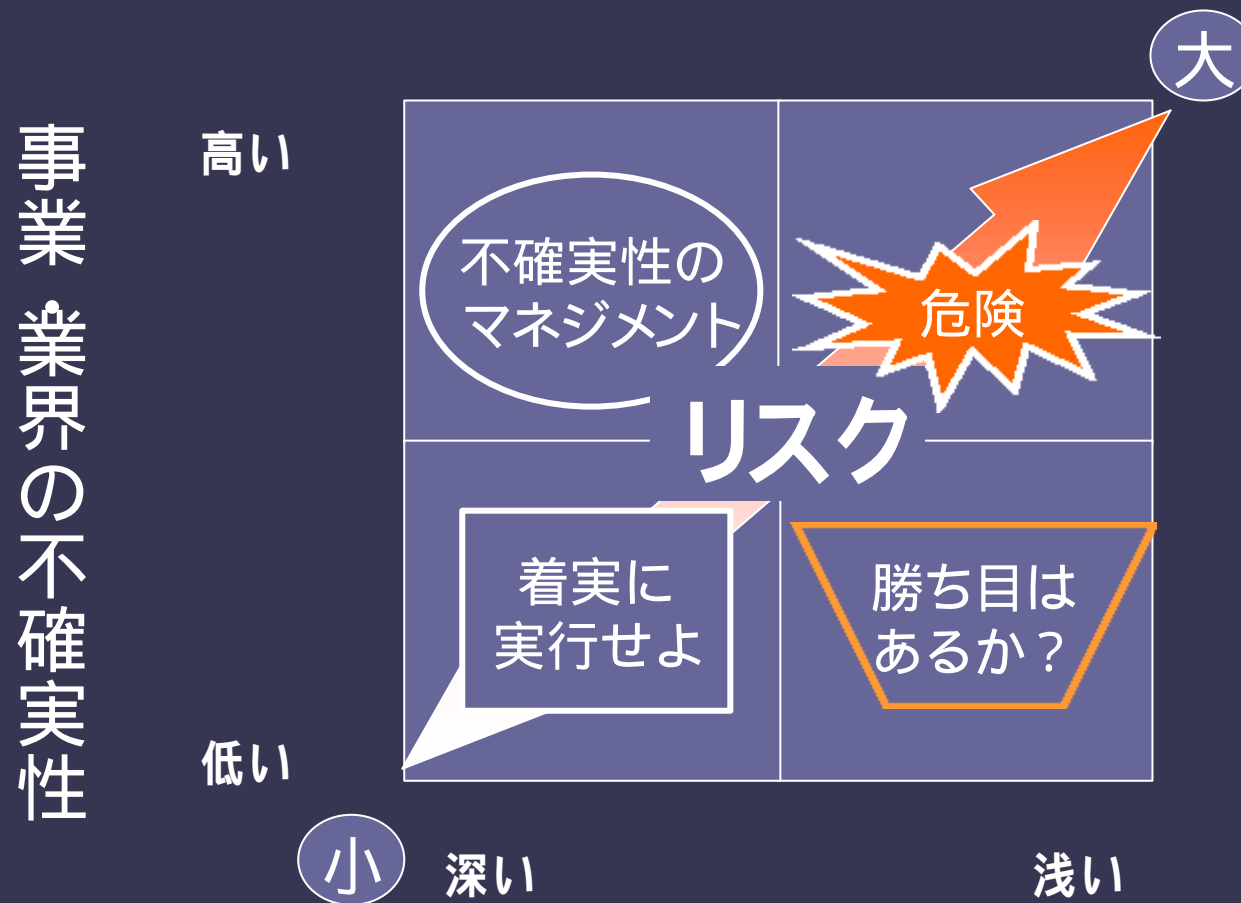 大
事業・業界の不確実性
高い
不確実性の
マネジメント
危険
リスク
着実に
実行せよ
勝ち目は
あるか？
低い
小
深い
浅い